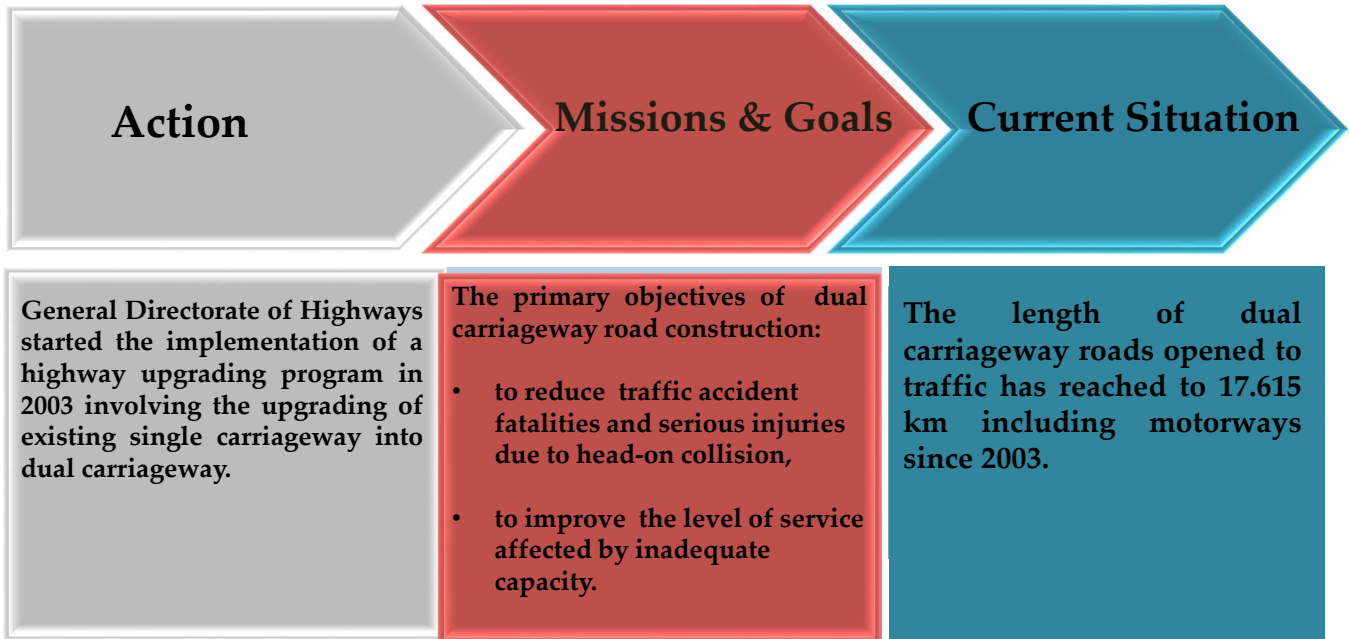 Action
Missions & Goals
Current Situation
General Directorate of Highways
started the implementation of a
highway upgrading program in
2003 involving the upgrading of
existing single carriageway into
dual carriageway.
The primary objectives of dual
carriageway road construction:
• to reduce traffic accident
fatalities and serious injuries
due to head-on collision,
• to improve the level of service
affected by inadequate
capacity.
The length of dual
carriageway roads opened to
traffic has reached to 17.615
km including motorways
since 2003.